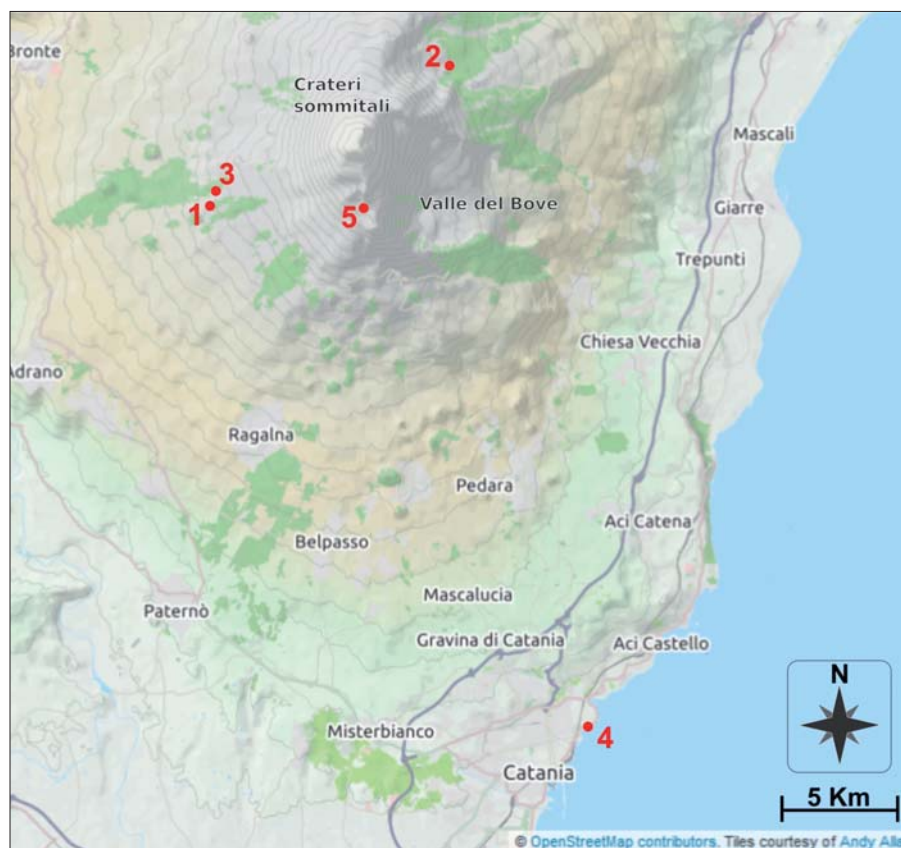 Bronte
2
Crateri
sommitali
Mascali
3
1
5
Valle del Bove
Giarre
Trepunti
Chiesa Vecchia
Adrano
Ragalna
Pedara
Aci Catena
Belpasso
Mascalucia
Paternò
Gravina di Catania
Aci Castello
N
Misterbianco
4
Catania
5 Km
© OpenStreetMap contributors. Tiles courtesy of Andy Alla